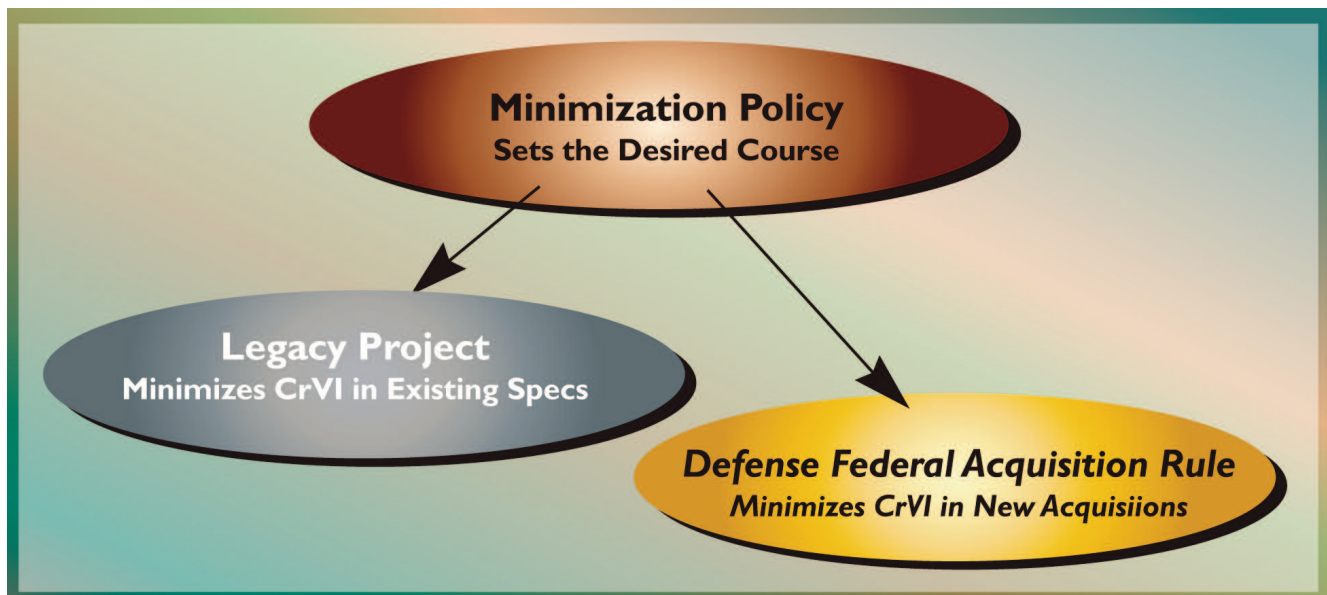 Minimization Policy
Sets the Desired Course
Legacy Project
Minimizes CrVI in Existing Specs
Defense Federal Acquisition Rule
Minimizes CrVI in New Acquisiions